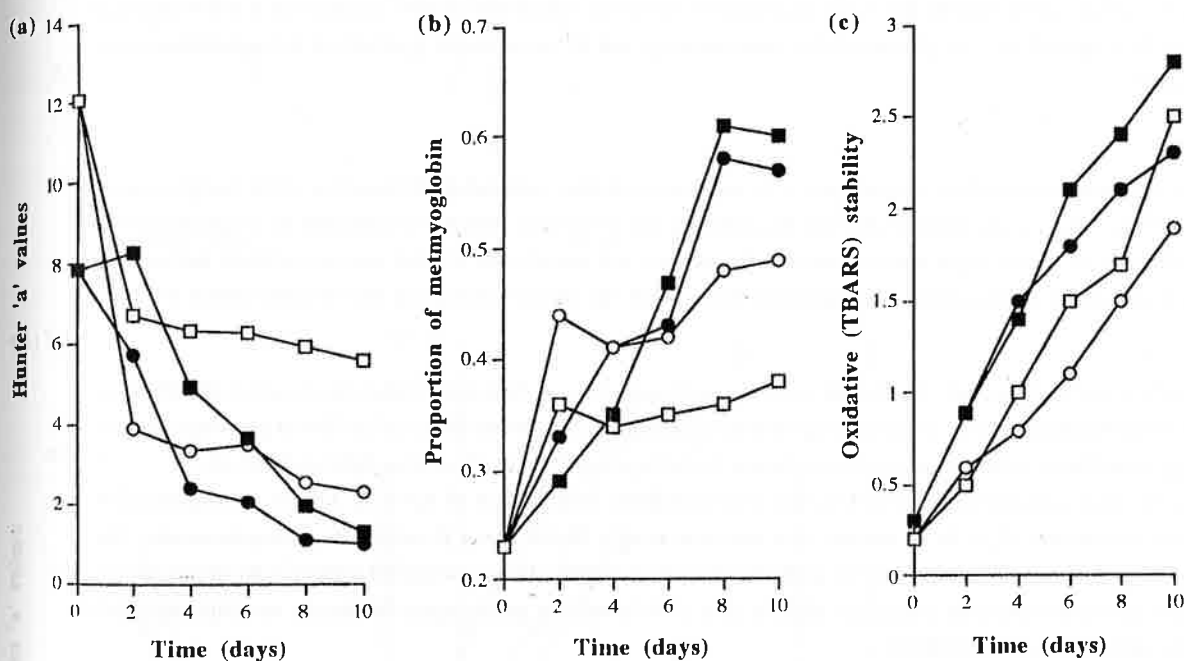 (a)
14
12
10
8
6
4
2
0
Hunter 'a' values
0 2 4 6 8 10
Time (days)
(b)
0.7
0.6
0.5
0.4
0.3
0.2
Proportion of metmyoglobin
0 2 4 6 8 10
Time (days)
(c)
3
2.5
2
1.5
1
0.5
0
Oxidative (TBARS) stability
0 2 4 6 8 10
Time (days)